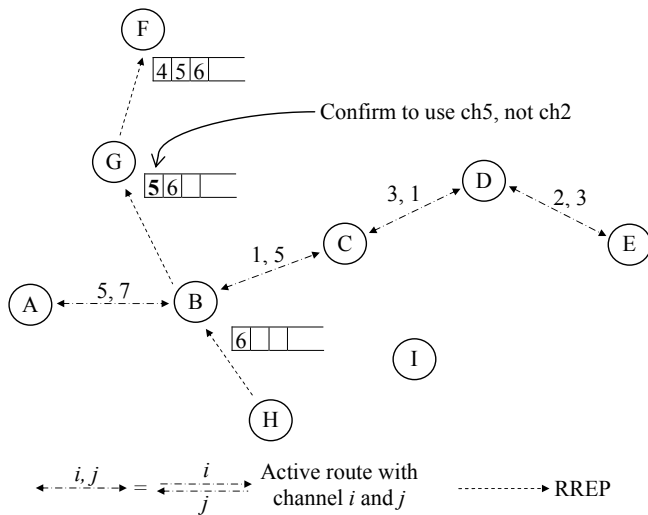 F
4 5 6
Confirm to use ch5, not ch2
G
5 6
D
3, 1
2, 3
C
E
1, 5
5, 7
A
B
6
I
H
i, j = i j Active route with channel i and j
RREP